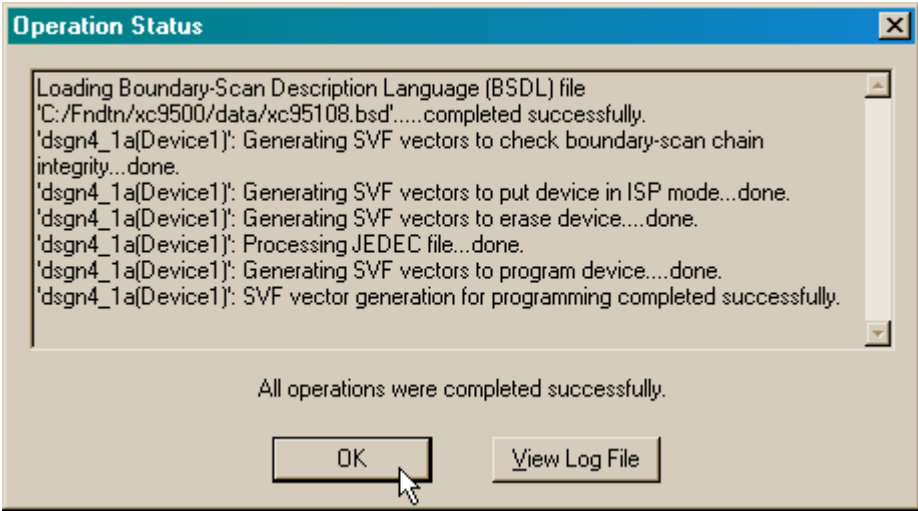 Operation Status
Loading Boundary-Scan Description Language (BSDL) file
'C:/Fndtn/xc9500/data/xc95108.bsd'.....completed successfully.
'dsgn4_1a(Device1)': Generating SVF vectors to check boundary-scan chain
integrity...done.
'dsgn4_1a(Device1)': Generating SVF vectors to put device in ISP mode...done.
'dsgn4_1a(Device1)': Generating SVF vectors to erase device....done.
'dsgn4_1a(Device1)': Processing JEDEC file...done.
'dsgn4_1a(Device1)': Generating SVF vectors to program device....done.
'dsgn4_1a(Device1)': SVF vector generation for programming completed successfully.
All operations were completed successfully.
OK
View Log File